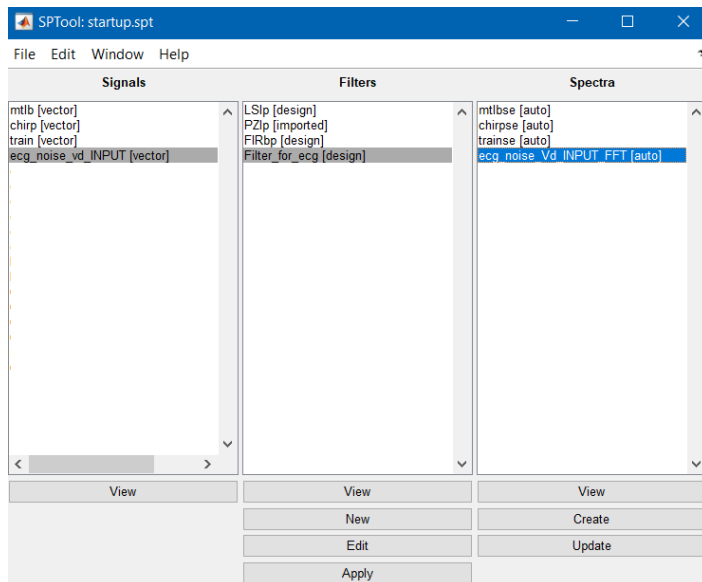 SPTool: startup.spt
File Edit Window Help
Signals
Filters
Spectra
mtlb [vector]
chirp [vector]
train [vector]
ecg_noise_vd_INPUT [vector]
LSlp [design]
PZlp [imported]
FIRbp [design]
Filter_for_ecg [design]
mtlbse [auto]
chirpse [auto]
trainse [auto]
ecg_noise_Vd_INPUT_FFT [auto]
View
View
New
Edit
Apply
View
Create
Update